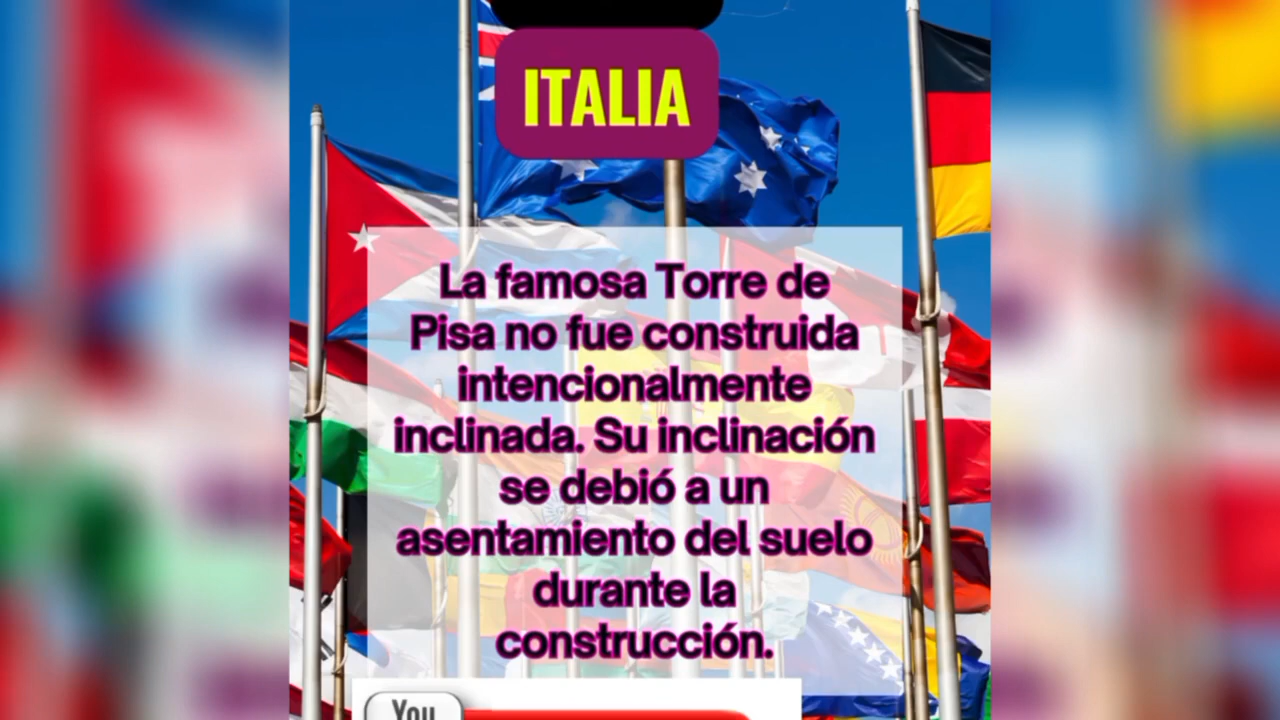 ITALIA
La famosa Torre de
Pisa no fue construida
intencionalmente
inclinada. Su inclinación
se debió a un
asentamiento del suelo
durante la
construcción.
You